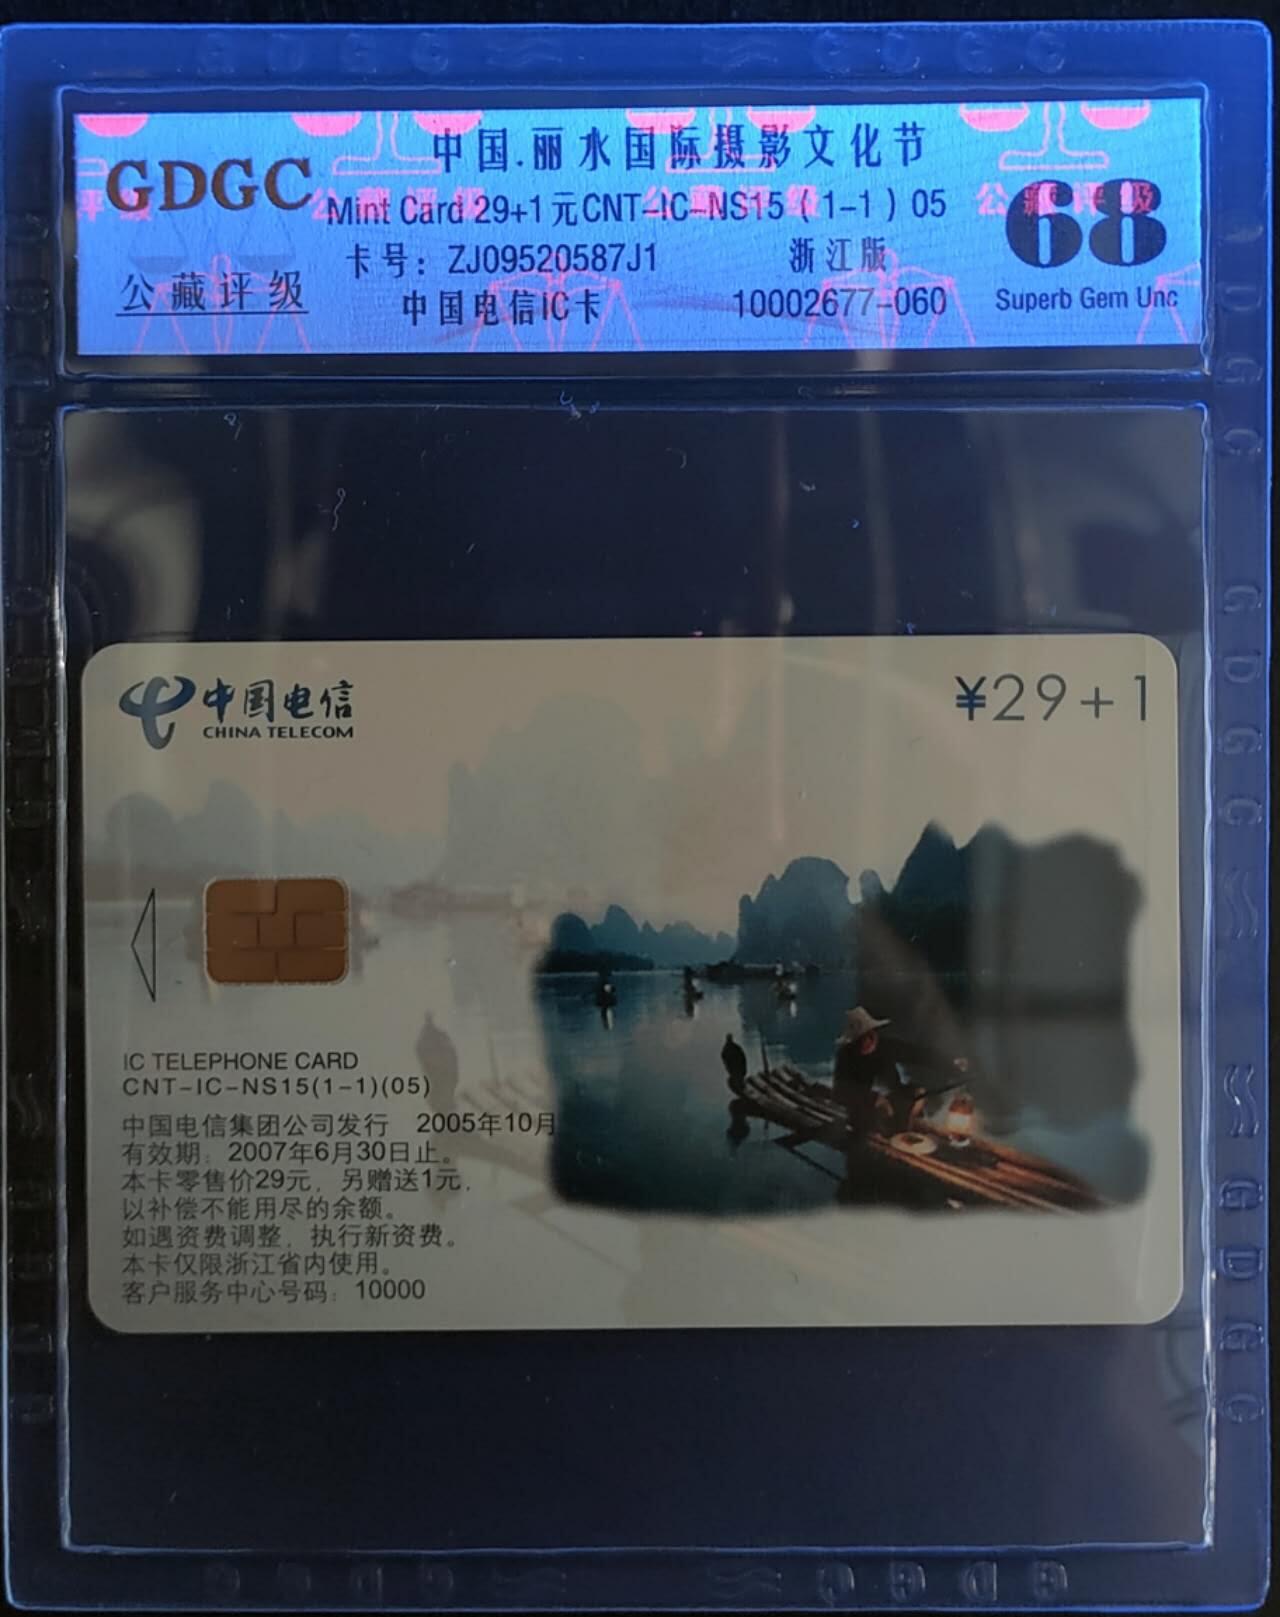 GDGC
公藏评级
中国.丽水国际摄影文化节
Mint Card 29+1元CNT-IC-NS15(1-1)05
卡号:ZJ09520587J1 浙江版
中国电信IC卡 10002677-060
68
Superb Gem Unc
中国电信
CHINA TELECOM
¥29+1
IC TELEPHONE CARD
CNT-IC-NS15(1-1)(05)
中国电信集团公司发行 2005年10月
有效期:2007年6月30日止。
本卡零售价29元,另赠送1元,
以补偿不能用尽的余额。
如遇资费调整,执行新资费。
本卡仅限浙江省内使用。
客户服务中心号码:10000